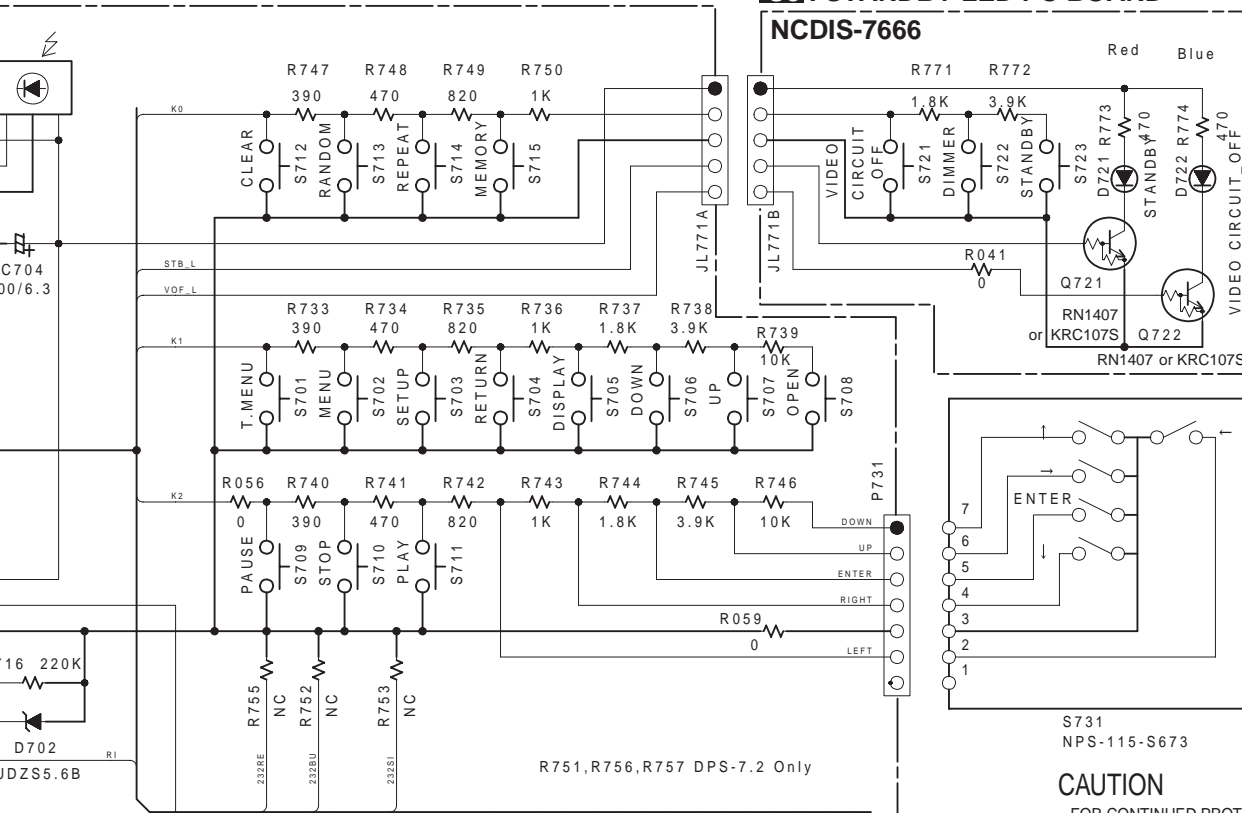 NCDIS-7666
Red
Blue
R747
R748
R749
R750
390
470
820
1K
K0
CLEAR
S712
RANDOM
S713
REPEAT
S714
MEMORY
S715
JL771A
JL771B
R771
R772
1.8K
3.9K
VIDEO
CIRCUIT
OFF
S721
DIMMER
S722
STANDBY
S723
R773
470
D721
STANDBY
R774
470
D722
VIDEO CIRCUIT_OFF
R041
0
Q721
RN1407
or KRC107S
Q722
RN1407 or KRC107S
C704
00/6.3
STB_L
VOF_L
R733
R734
R735
R736
R737
R738
R739
390
470
820
1K
1.8K
3.9K
10K
K1
T.MENU
S701
MENU
S702
SETUP
S703
RETURN
S704
DISPLAY
S705
DOWN
S706
UP
S707
OPEN
S708
K2
R056
R740
R741
R742
R743
R744
R745
R746
0
390
470
820
1K
1.8K
3.9K
10K
PAUSE
S709
STOP
S710
PLAY
S711
P731
DOWN
UP
ENTER
RIGHT
LEFT
R059
0
↑
←
→
ENTER
↓
7
6
5
4
3
2
1
S731
NPS-115-S673
716 220K
D702
UDZS5.6B
RI
R755
NC
R752
NC
R753
NC
232RE
232BU
232SI
R751,R756,R757 DPS-7.2 Only
CAUTION